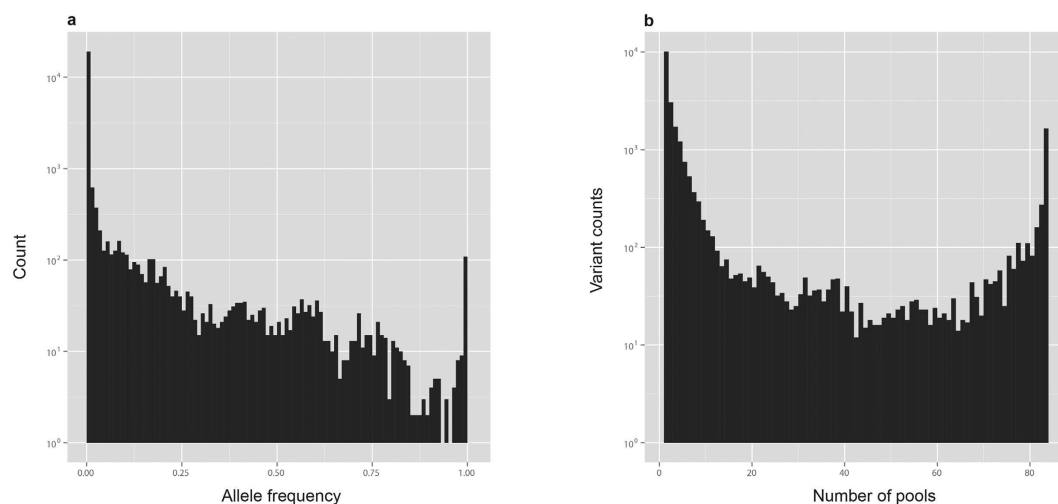 a
Count
10⁴
10³
10²
10¹
10⁰
0.00 0.25 0.50 0.75 1.00
Allele frequency
b
Variant counts
10⁴
10³
10²
10¹
10⁰
0 20 40 60 80
Number of pools